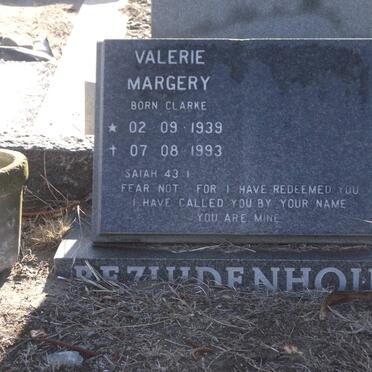 VALERIE
MARGERY
BORN CLARKE
★ 02 09 1939
✝ 07 08 1993
SAIAH 43 1
FEAR NOT FOR I HAVE REDEEMED YOU
I HAVE CALLED YOU BY YOUR NAME
YOU ARE MINE
BEZUIDENHOU